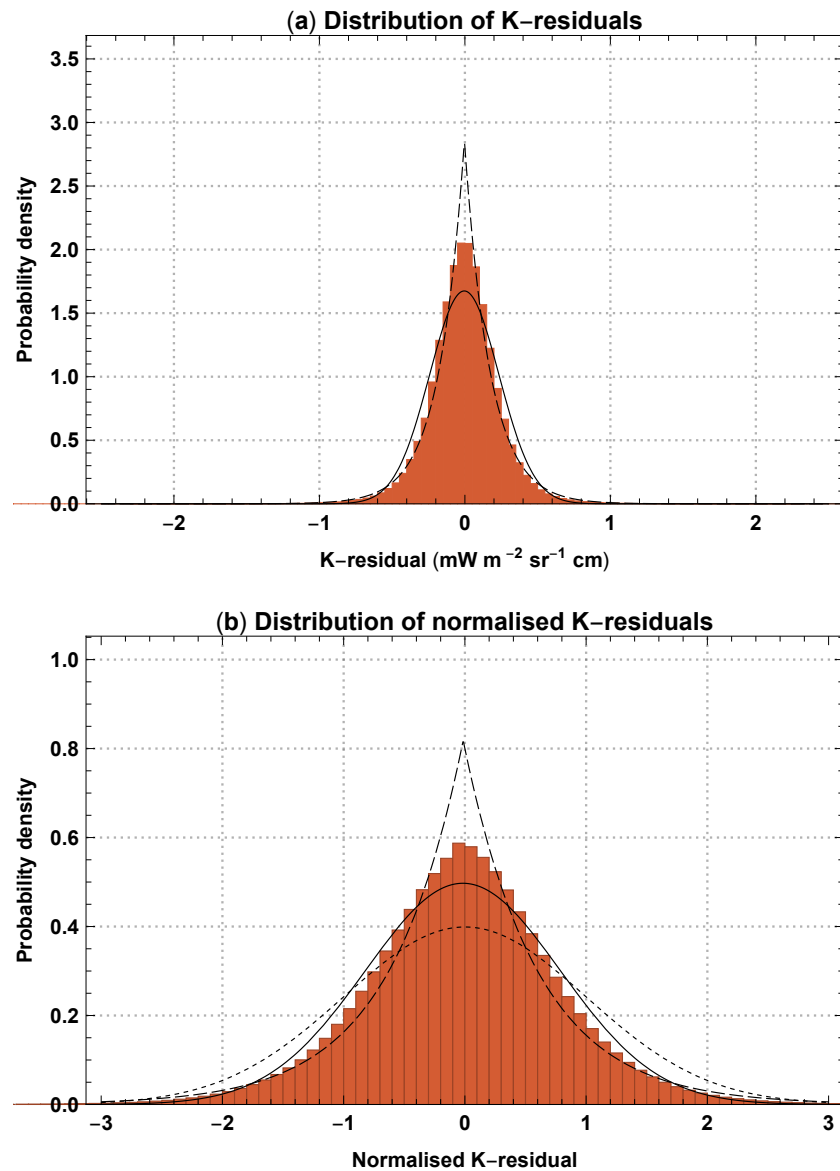 (a) Distribution of K−residuals
3.5
3.0
2.5
2.0
1.5
1.0
0.5
0.0
Probability density
−2 −1 0 1 2
K−residual (mW m −2 sr−1 cm)
(b) Distribution of normalised K−residuals
1.0
0.8
0.6
0.4
0.2
0.0
Probability density
−3 −2 −1 0 1 2 3
Normalised K−residual